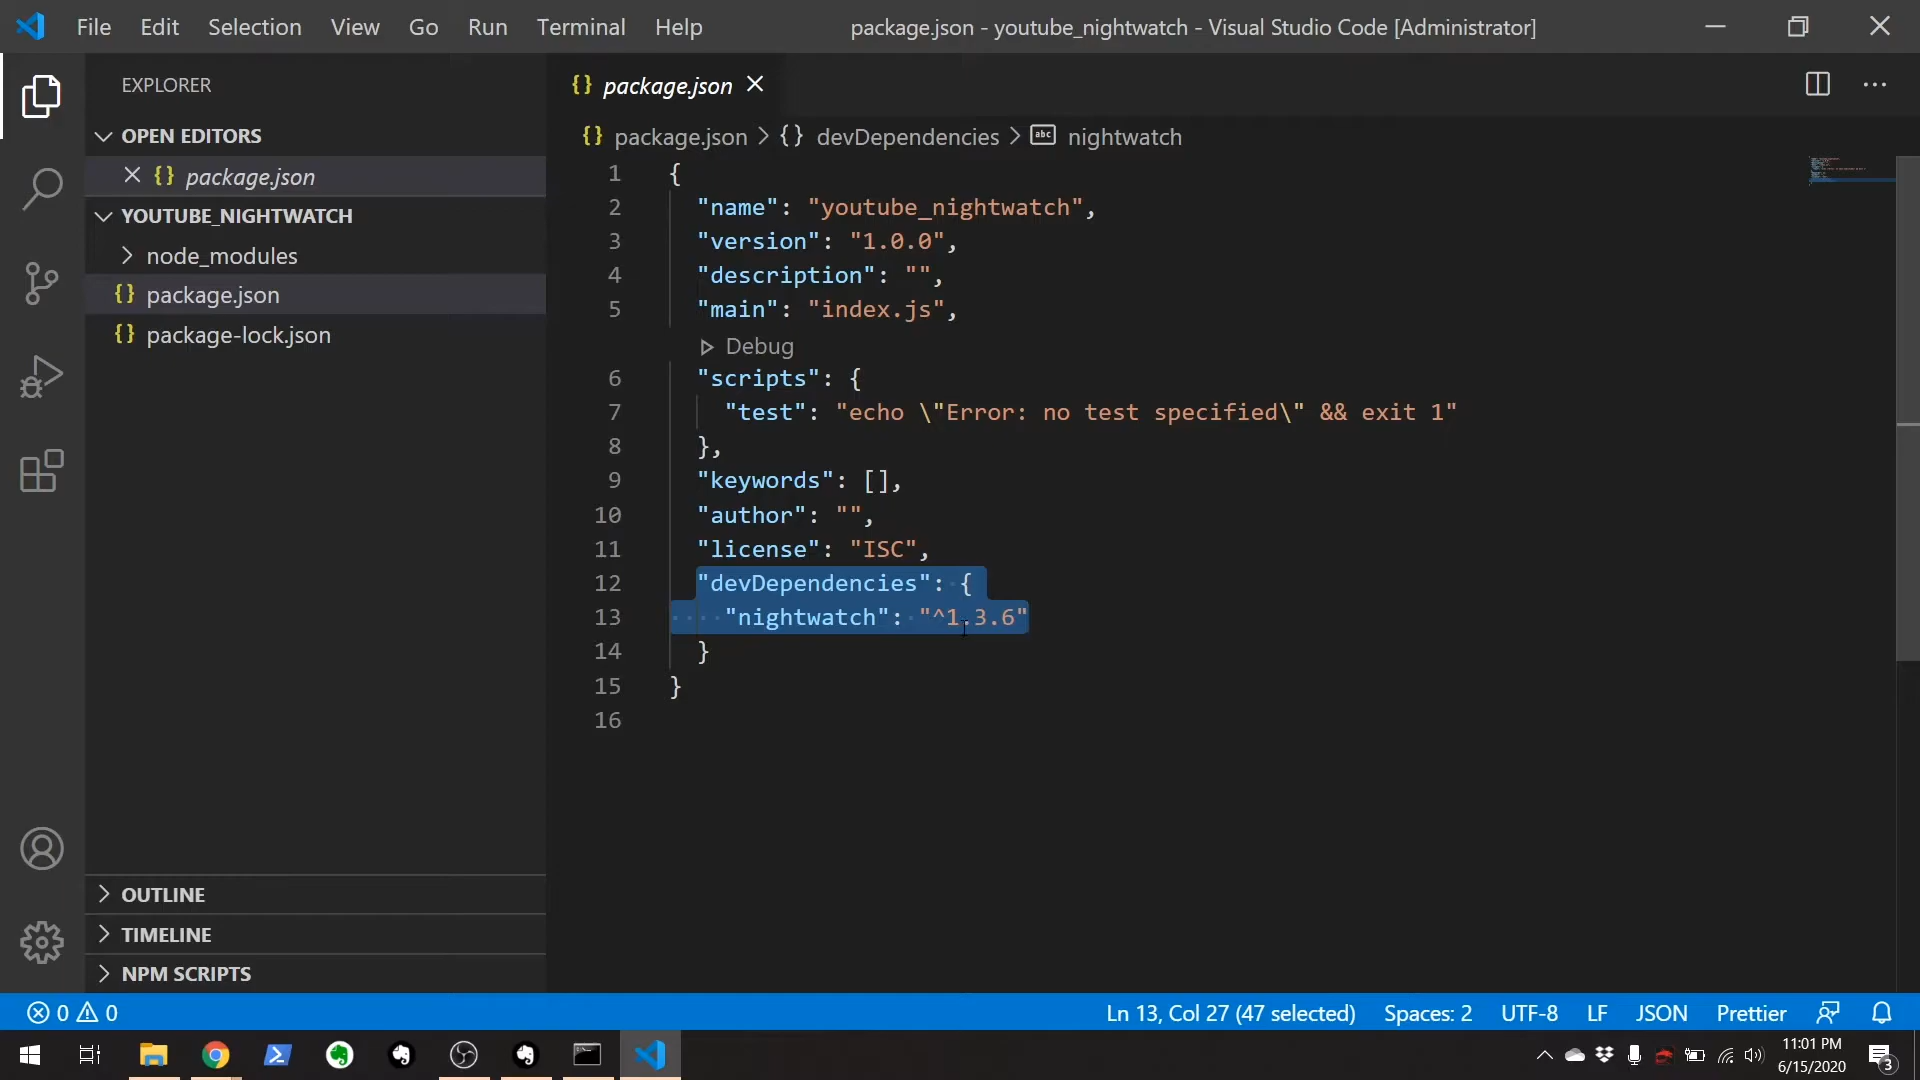 File Edit Selection View Go Run Terminal Help
package.json - youtube_nightwatch - Visual Studio Code [Administrator]
EXPLORER
OPEN EDITORS
{} package.json
YOUTUBE_NIGHTWATCH
node_modules
{} package.json
{} package-lock.json
OUTLINE
TIMELINE
NPM SCRIPTS
{} package.json
{} package.json > {} devDependencies > abc nightwatch
1 {
2 "name": "youtube_nightwatch",
3 "version": "1.0.0",
4 "description": "",
5 "main": "index.js",
Debug
6 "scripts": {
7 "test": "echo \"Error: no test specified\" && exit 1"
8 },
9 "keywords": [],
10 "author": "",
11 "license": "ISC",
12 "devDependencies": {
13 "nightwatch": "^1.3.6"
14 }
15 }
16
0 0
Ln 13, Col 27 (47 selected) Spaces: 2 UTF-8 LF JSON Prettier
11:01 PM
6/15/2020
3